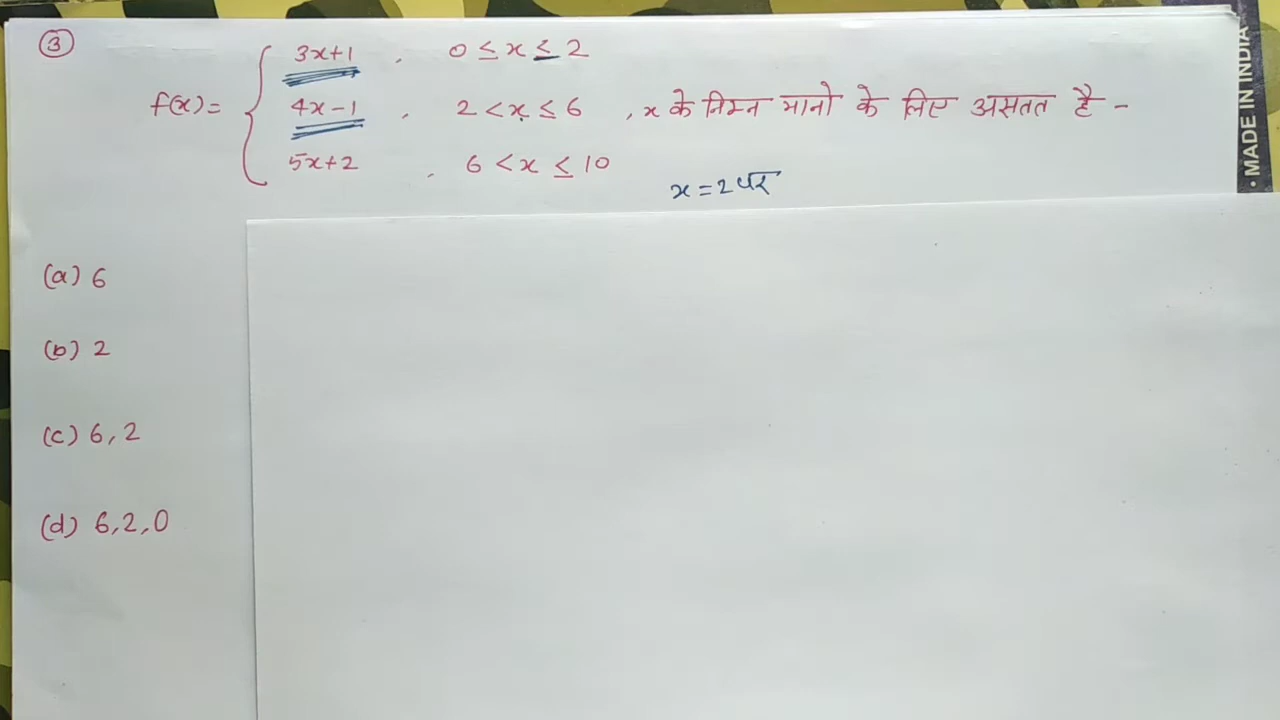 ③
3x+1 , 0 ≤ x ≤ 2
f(x) = 4x-1 , 2 < x ≤ 6 , x के निम्न मानो के लिए असतत है -
5x+2 , 6 < x ≤ 10
x = 2 पर
(a) 6
(b) 2
(c) 6, 2
(d) 6, 2, 0
• MADE IN INDIA